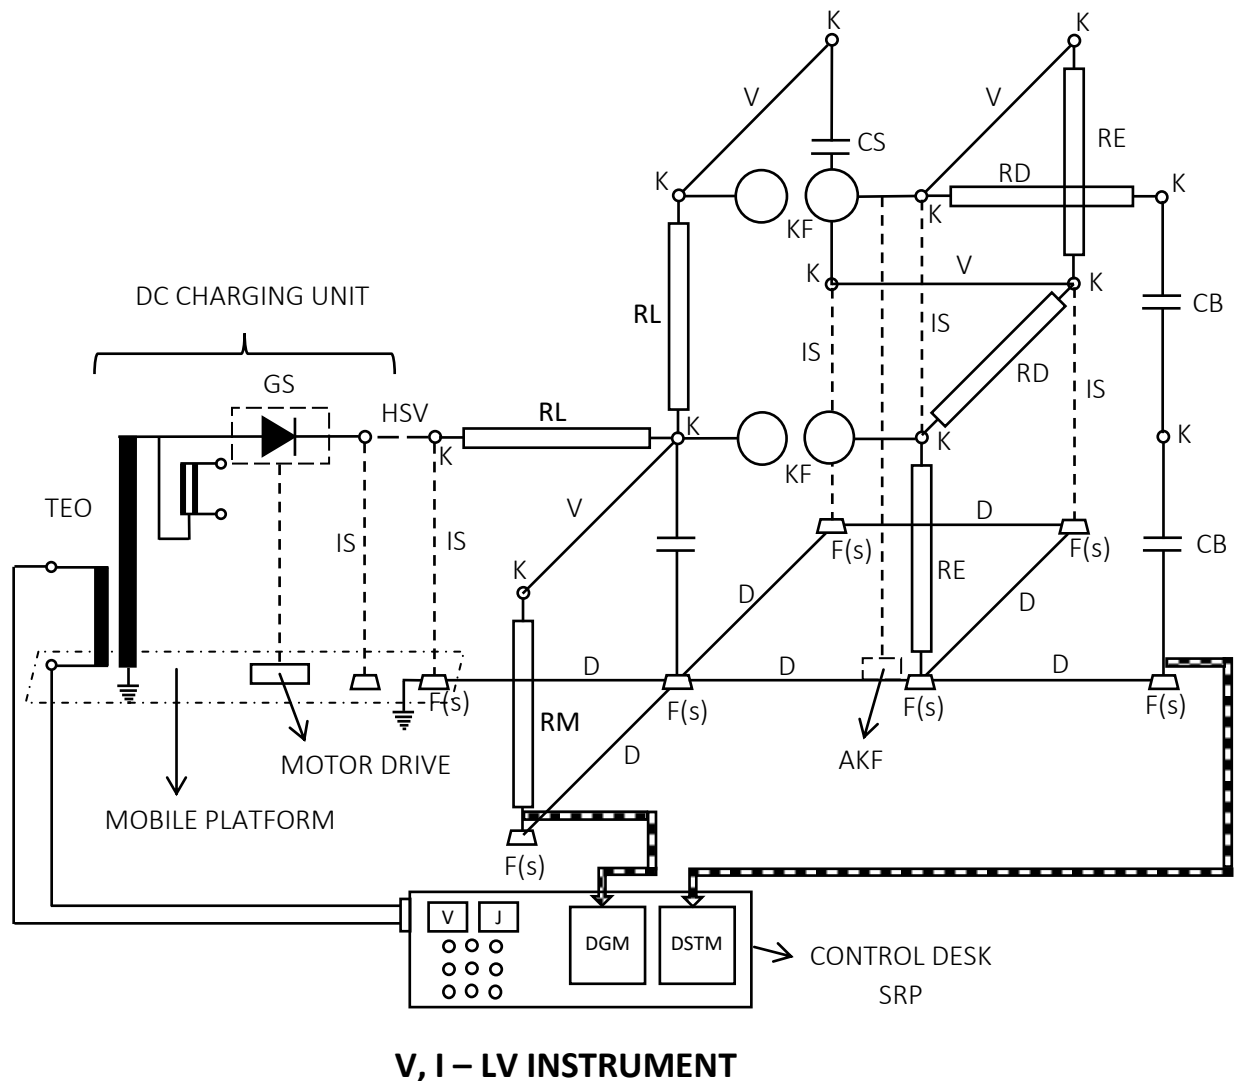 K
K
V
V
CS
RE
RD
K
K
K
KF
K
V
K
DC CHARGING UNIT
RL
IS
CB
IS
RD
IS
GS
HSV
RL
K
K
K
K
KF
TEO
V
IS
IS
D
F(s)
F(s)
CB
K
RE
D
D
D
D
D
F(s)
F(s)
F(s)
F(s)
RM
D
MOTOR DRIVE
AKF
MOBILE PLATFORM
F(s)
V
J
DGM
DSTM
CONTROL DESK
SRP
V, I – LV INSTRUMENT